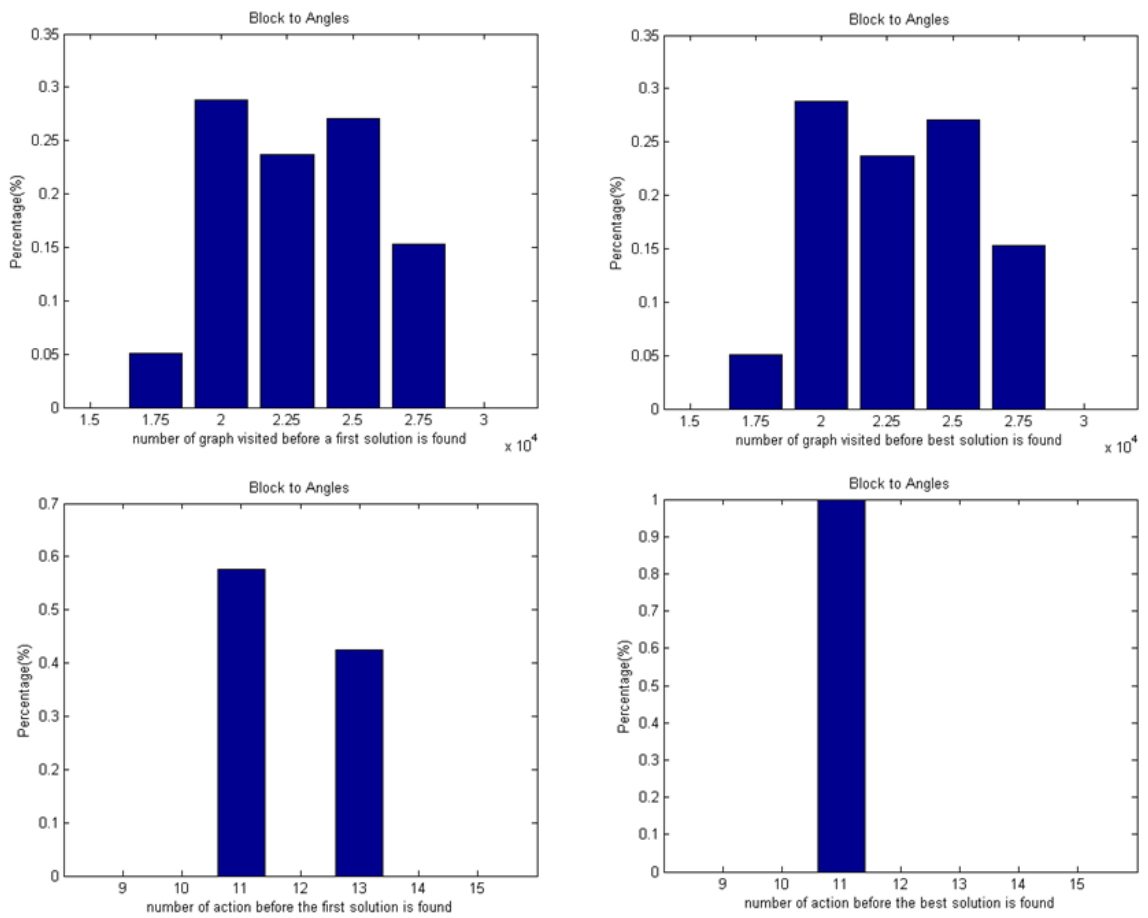 Block to Angles
Percentage(%)
0.35
0.3
0.25
0.2
0.15
0.1
0.05
0
1.5 1.75 2 2.25 2.5 2.75 3
x 10^4
number of graph visited before a first solution is found
Block to Angles
Percentage(%)
0.35
0.3
0.25
0.2
0.15
0.1
0.05
0
1.5 1.75 2 2.25 2.5 2.75 3
x 10^4
number of graph visited before best solution is found
Block to Angles
Percentage(%)
0.7
0.6
0.5
0.4
0.3
0.2
0.1
0
9 10 11 12 13 14 15
number of action before the first solution is found
Block to Angles
Percentage(%)
1
0.9
0.8
0.7
0.6
0.5
0.4
0.3
0.2
0.1
0
9 10 11 12 13 14 15
number of action before the best solution is found